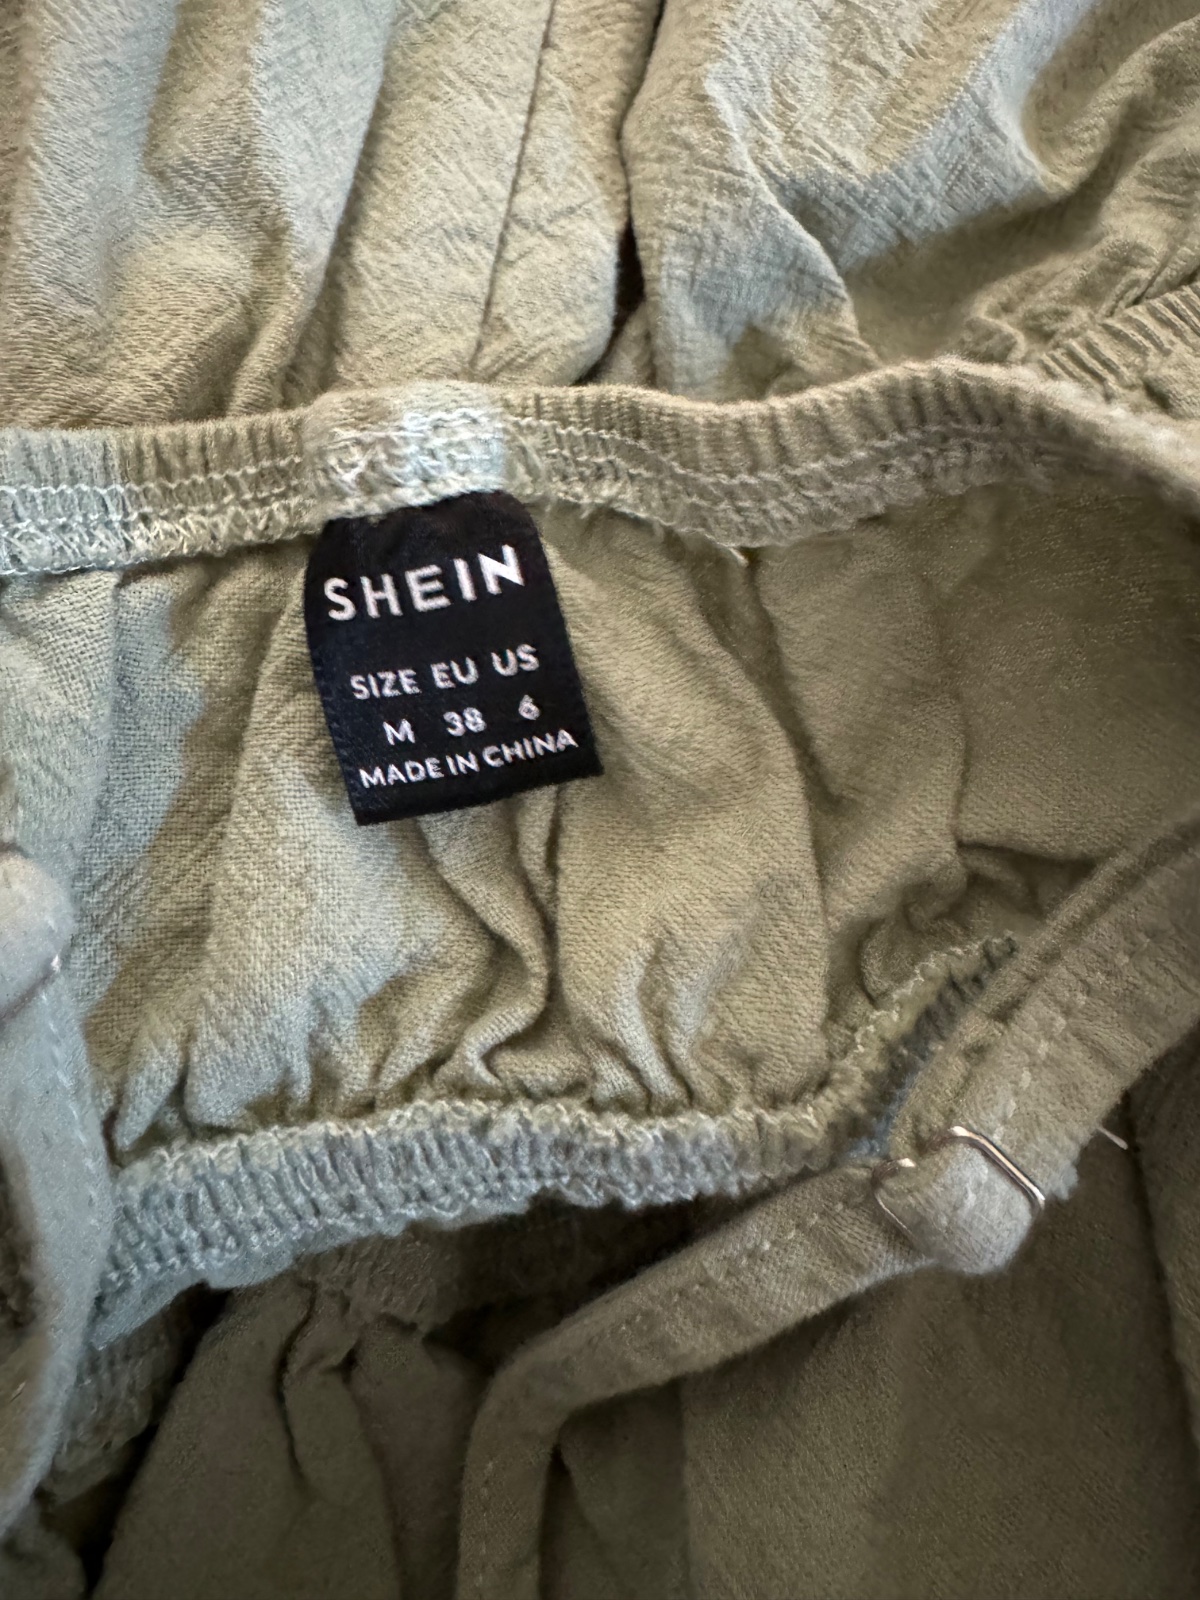 SHEIN
SIZE EU US
M 38 6
MADE IN CHINA